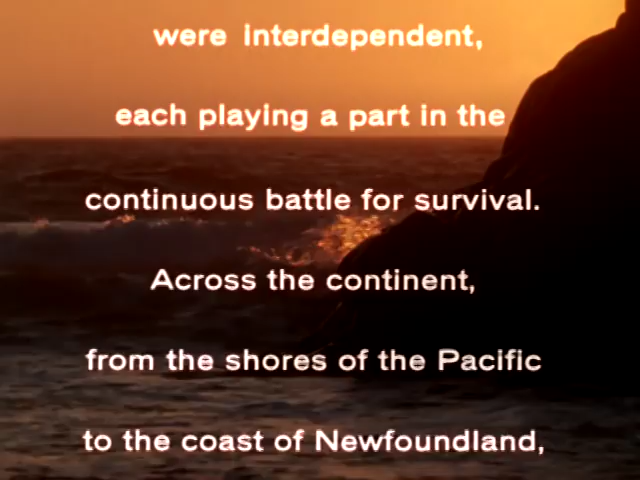 were interdependent,
each playing a part in the
continuous battle for survival.
Across the continent,
from the shores of the Pacific
to the coast of Newfoundland,